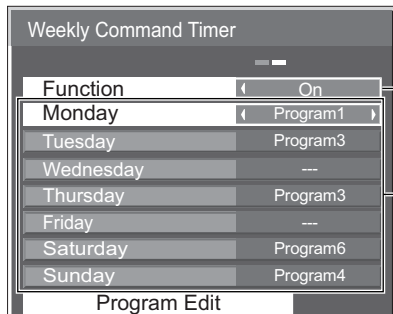 Weekly Command Timer
Function On
Monday Program1
Tuesday Program3
Wednesday ---
Thursday Program3
Friday ---
Saturday Program6
Sunday Program4
Program Edit